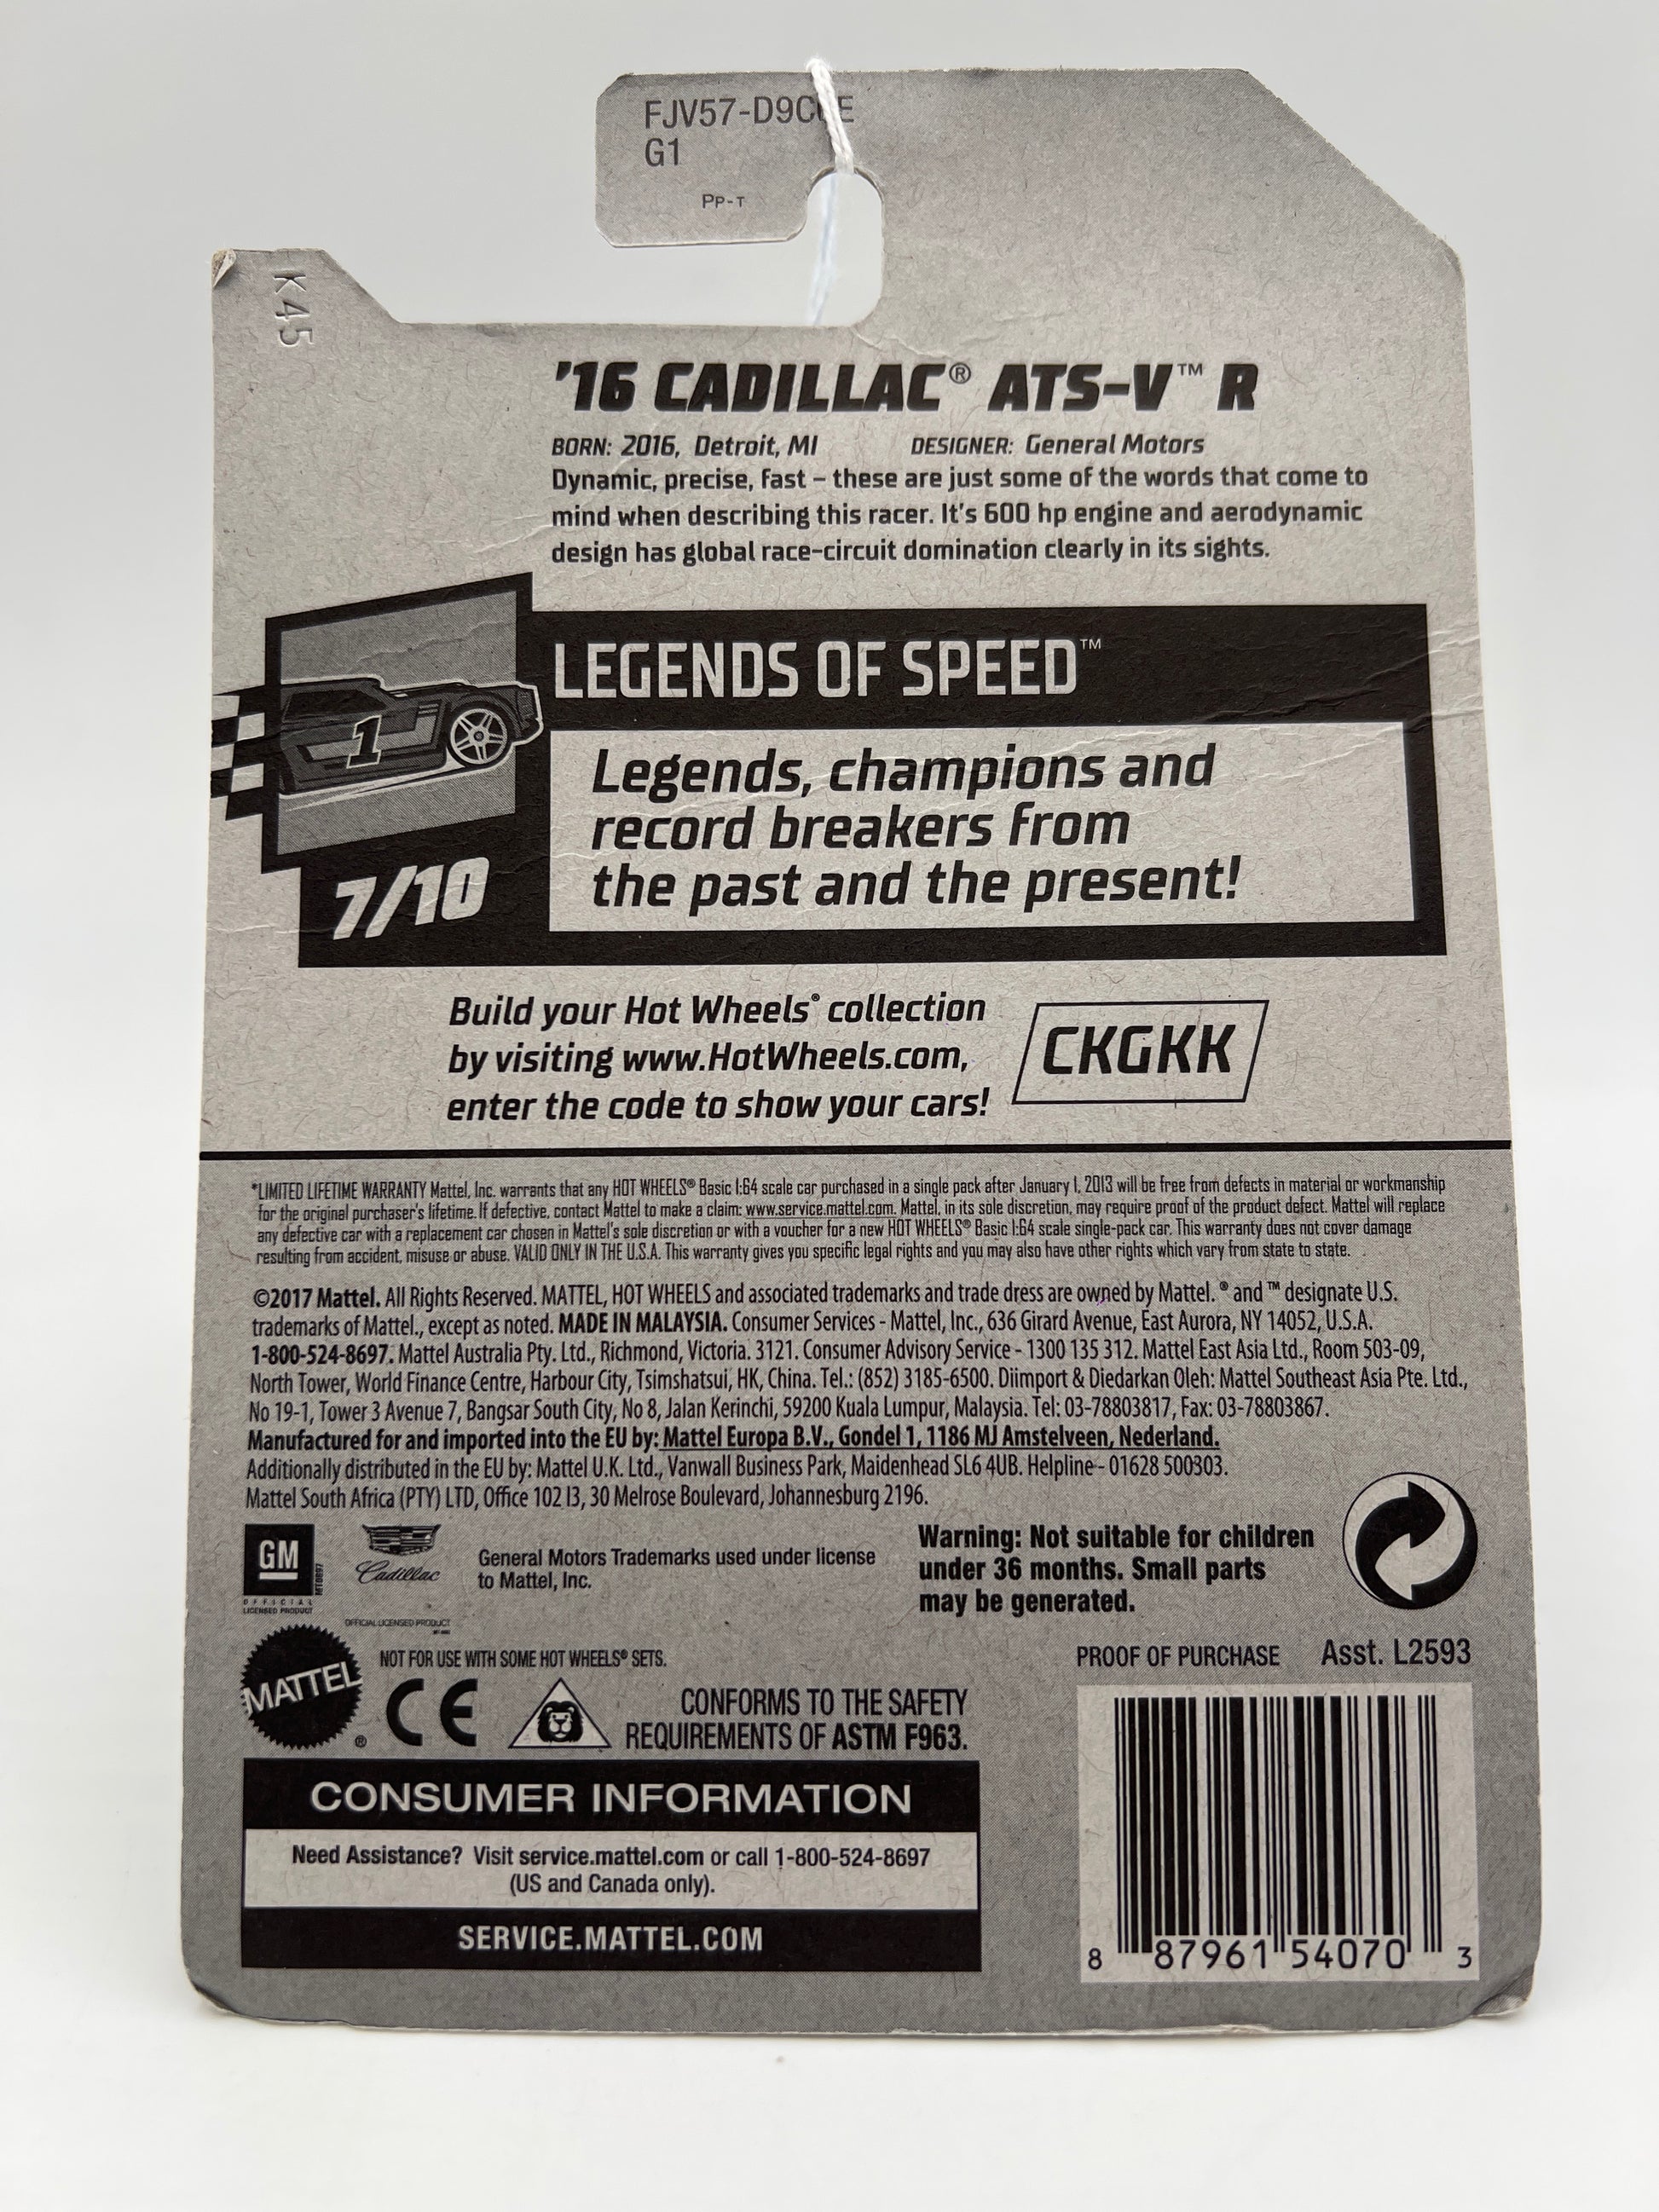 FJV57-D9C E
G1
PP-T
K45
'16 CADILLAC® ATS-V™ R
BORN: 2016, Detroit, MI DESIGNER: General Motors
Dynamic, precise, fast – these are just some of the words that come to
mind when describing this racer. It's 600 hp engine and aerodynamic
design has global race-circuit domination clearly in its sights.
LEGENDS OF SPEED™
1
Legends, champions and
record breakers from
the past and the present!
7/10
Build your Hot Wheels® collection
by visiting www.HotWheels.com,
enter the code to show your cars!
CKGKK
*LIMITED LIFETIME WARRANTY Mattel, Inc. warrants that any HOT WHEELS® Basic 1:64 scale car purchased in a single pack after January 1, 2013 will be free from defects in material or workmanship
for the original purchaser's lifetime. If defective, contact Mattel to make a claim: www.service.mattel.com. Mattel, in its sole discretion, may require proof of the product defect. Mattel will replace
any defective car with a replacement car chosen in Mattel's sole discretion or with a voucher for a new HOT WHEELS® Basic 1:64 scale single-pack car. This warranty does not cover damage
resulting from accident, misuse or abuse. VALID ONLY IN THE U.S.A. This warranty gives you specific legal rights and you may also have other rights which vary from state to state.
©2017 Mattel. All Rights Reserved. MATTEL, HOT WHEELS and associated trademarks and trade dress are owned by Mattel. ® and ™ designate U.S.
trademarks of Mattel., except as noted. MADE IN MALAYSIA. Consumer Services - Mattel, Inc., 636 Girard Avenue, East Aurora, NY 14052, U.S.A.
1-800-524-8697. Mattel Australia Pty. Ltd., Richmond, Victoria. 3121. Consumer Advisory Service - 1300 135 312. Mattel East Asia Ltd., Room 503-09,
North Tower, World Finance Centre, Harbour City, Tsimshatsui, HK, China. Tel.: (852) 3185-6500. Diimport & Diedarkan Oleh: Mattel Southeast Asia Pte. Ltd.,
No 19-1, Tower 3 Avenue 7, Bangsar South City, No 8, Jalan Kerinchi, 59200 Kuala Lumpur, Malaysia. Tel: 03-78803817, Fax: 03-78803867.
Manufactured for and imported into the EU by: Mattel Europa B.V., Gondel 1, 1186 MJ Amstelveen, Nederland.
Additionally distributed in the EU by: Mattel U.K. Ltd., Vanwall Business Park, Maidenhead SL6 4UB. Helpline - 01628 500303.
Mattel South Africa (PTY) LTD, Office 102 I3, 30 Melrose Boulevard, Johannesburg 2196.
GM
OFFICIAL
LICENSED PRODUCT
Cadillac
OFFICIAL LICENSED PRODUCT
General Motors Trademarks used under license
to Mattel, Inc.
Warning: Not suitable for children
under 36 months. Small parts
may be generated.
MATTEL ®
NOT FOR USE WITH SOME HOT WHEELS® SETS.
CE
CONFORMS TO THE SAFETY
REQUIREMENTS OF ASTM F963.
PROOF OF PURCHASE Asst. L2593
CONSUMER INFORMATION
Need Assistance? Visit service.mattel.com or call 1-800-524-8697
(US and Canada only).
SERVICE.MATTEL.COM
8 87961 54070 3